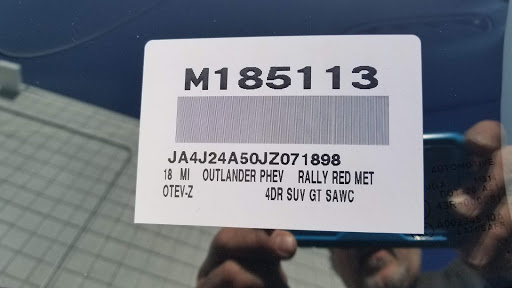 M185113
JA4J24A50JZ071898
18 MI OUTLANDER PHEV RALLY RED MET
OTEV-Z 4DR SUV GT SAWC